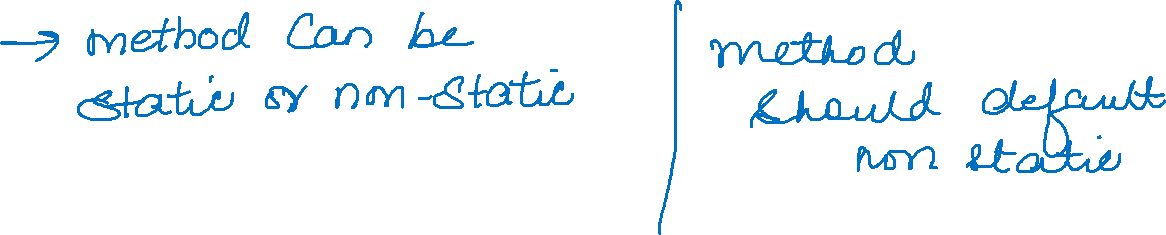 → method can be
static or non-static
method
should default
non static